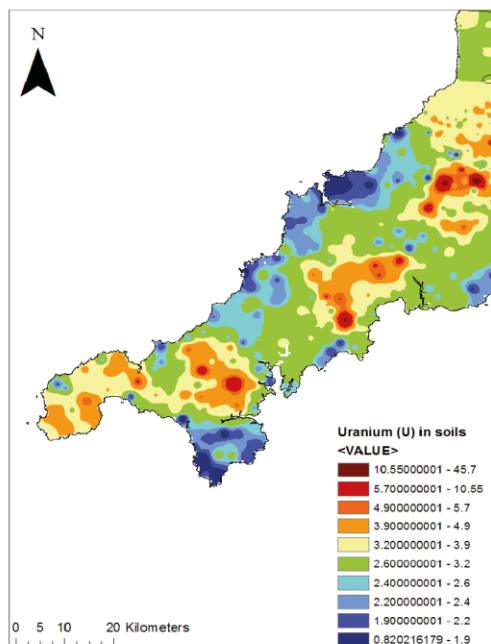 N
Uranium (U) in soils
<VALUE>
10.55000001 - 45.7
5.700000001 - 10.55
4.900000001 - 5.7
3.900000001 - 4.9
3.200000001 - 3.9
2.600000001 - 3.2
2.400000001 - 2.6
2.200000001 - 2.4
1.900000001 - 2.2
0.820216179 - 1.9
0 5 10 20 Kilometers